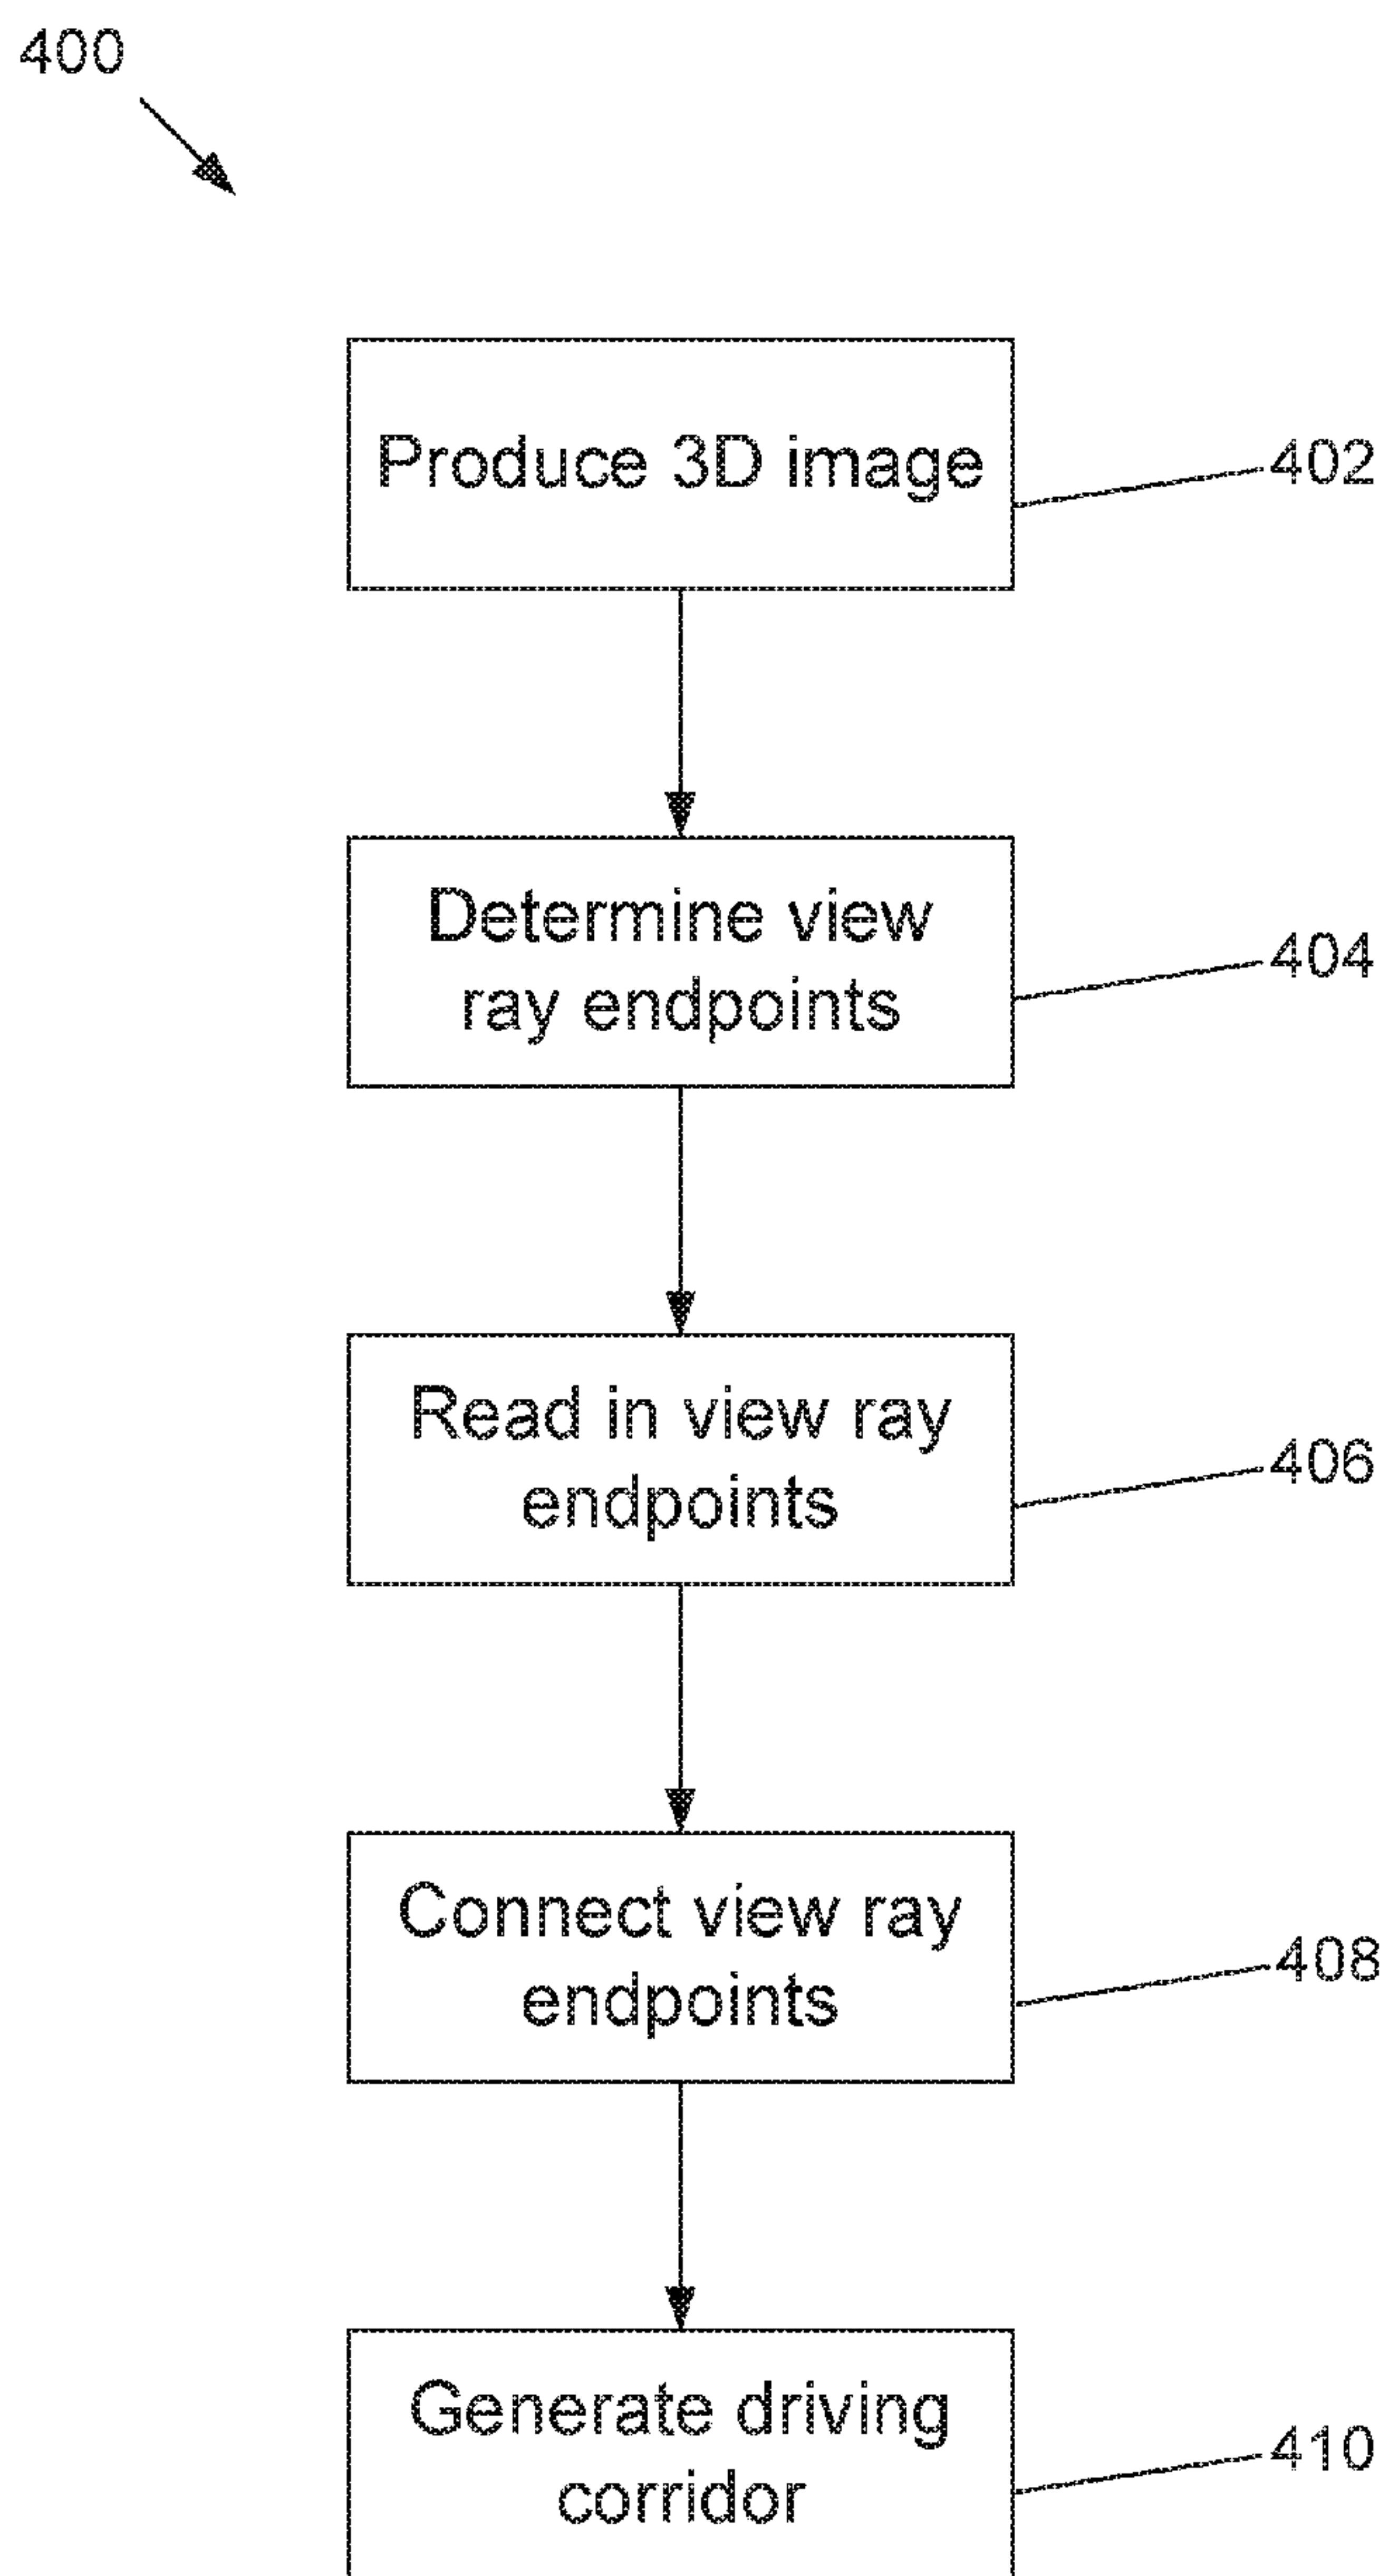 400
Produce 3D image
402
Determine view
ray endpoints
404
Read in view ray
endpoints
406
Connect view ray
endpoints
408
Generate driving
corridor
410